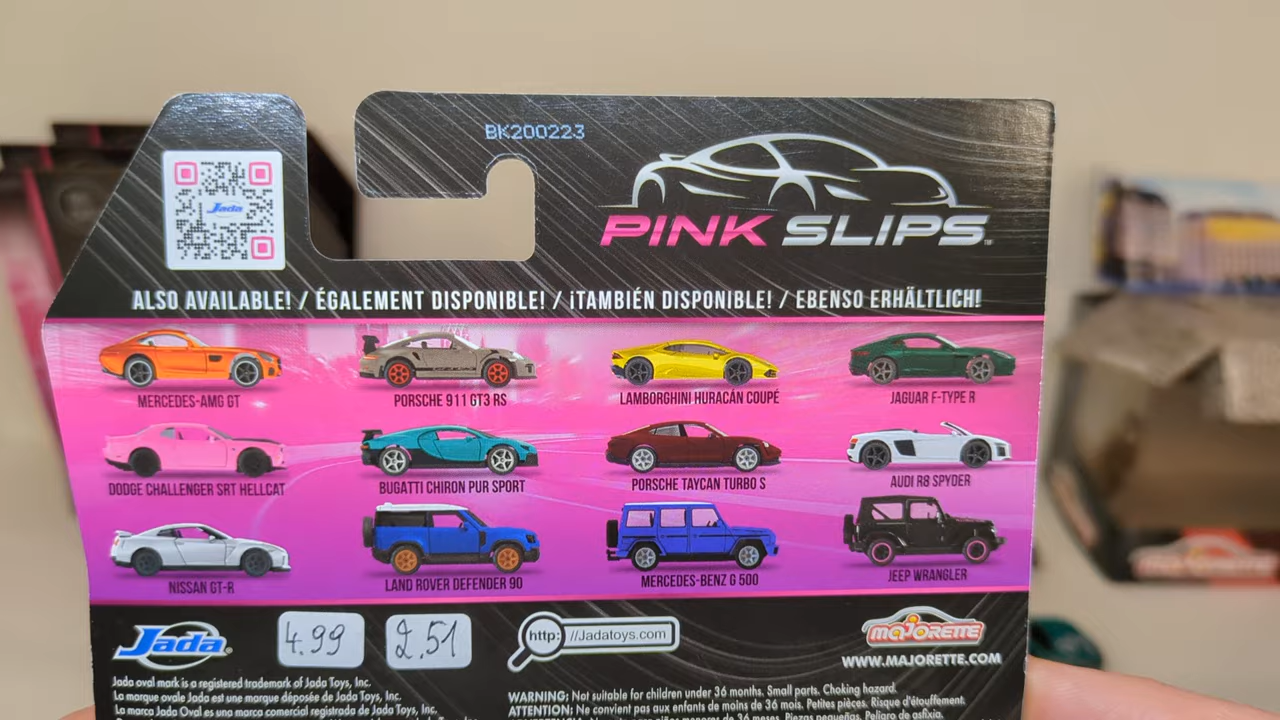 BK200223
Jada
PINK SLIPS™
ALSO AVAILABLE! / ÉGALEMENT DISPONIBLE! / ¡TAMBIÉN DISPONIBLE! / EBENSO ERHÄLTLICH!
MERCEDES-AMG GT
PORSCHE 911 GT3 RS
LAMBORGHINI HURACÁN COUPÉ
JAGUAR F-TYPE R
DODGE CHALLENGER SRT HELLCAT
BUGATTI CHIRON PUR SPORT
PORSCHE TAYCAN TURBO S
AUDI R8 SPYDER
NISSAN GT-R
LAND ROVER DEFENDER 90
MERCEDES-BENZ G 500
JEEP WRANGLER
Jada®
4.99
2.51
http: //Jadatoys.com
MAJORETTE
WWW.MAJORETTE.COM
Jada oval mark is a registered trademark of Jada Toys, Inc.
La marque ovale Jada est une marque déposée de Jada Toys, Inc.
La marca Jada Oval es una marca comercial registrada de Jada Toys, Inc.
WARNING: Not suitable for children under 36 months. Small parts. Choking hazard.
ATTENTION: Ne convient pas aux enfants de moins de 36 mois. Petites pièces. Risque d'étouffement.